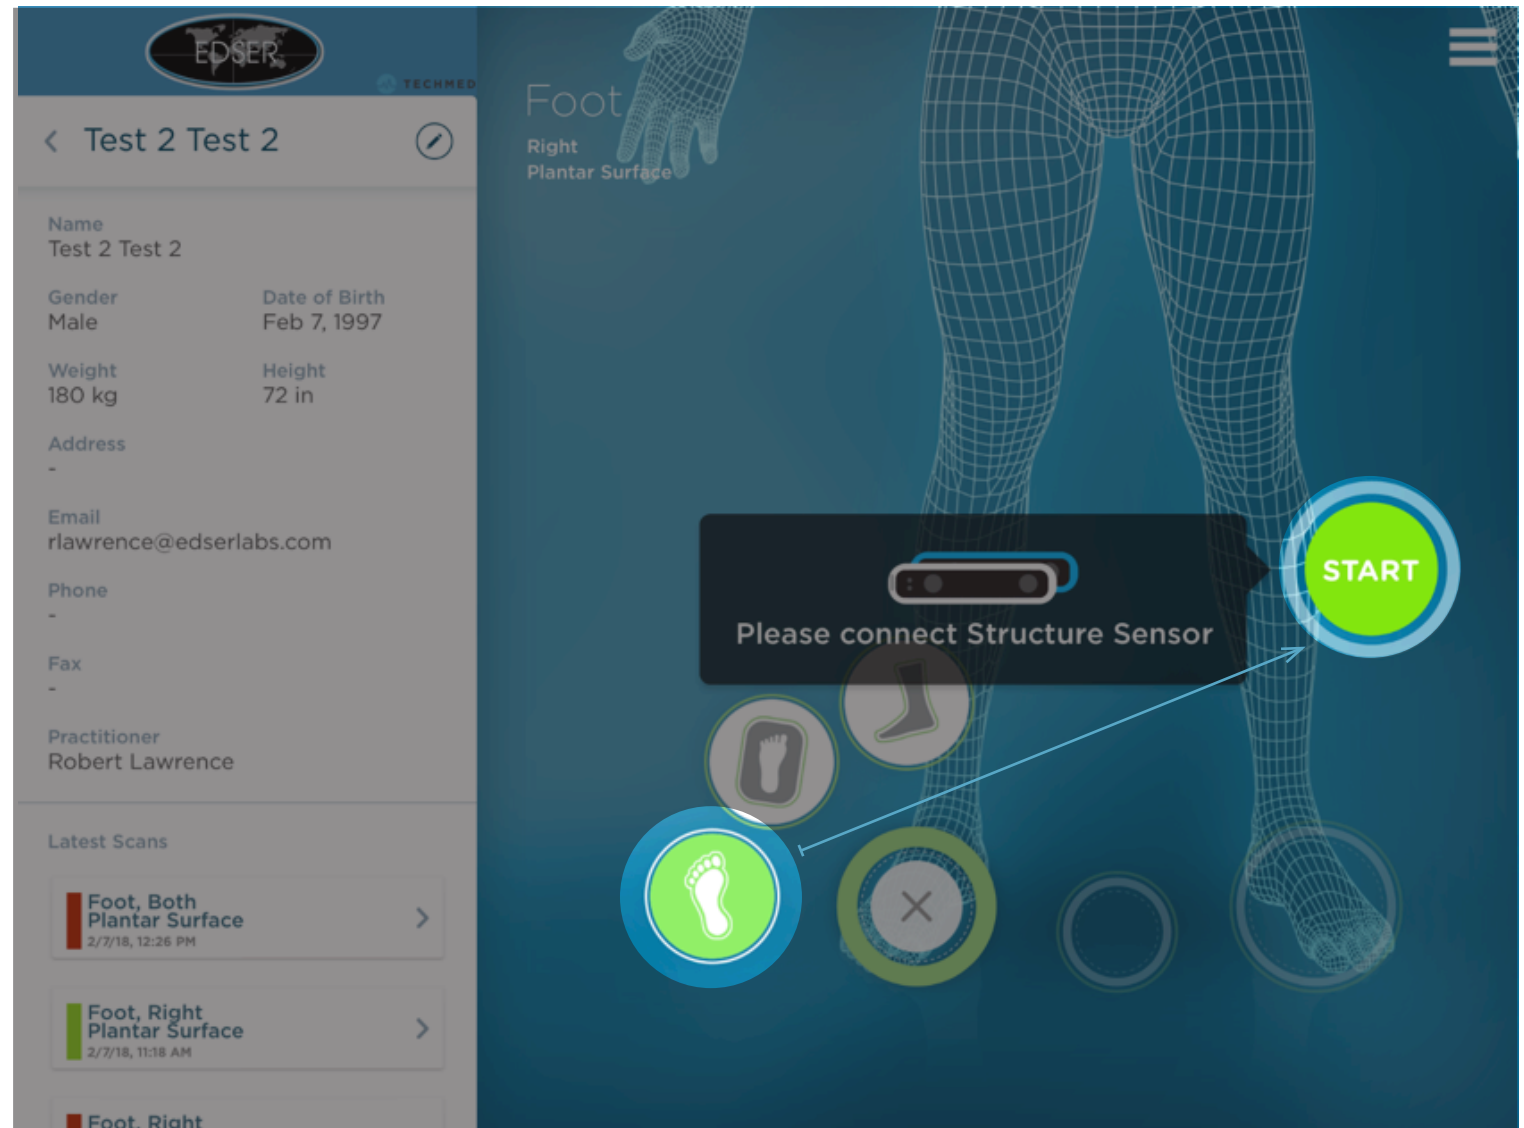 EDSER
TECHMED
Test 2 Test 2
Name
Test 2 Test 2
Gender
Date of Birth
Male
Feb 7, 1997
Weight
Height
180 kg
72 in
Address
-
Email
rlawrence@edserlabs.com
Phone
-
Fax
-
Practitioner
Robert Lawrence
Latest Scans
Foot, Both
Plantar Surface
2/7/18, 12:26 PM
Foot, Right
Plantar Surface
2/7/18, 11:18 AM
Foot, Right
Foot
Right
Plantar Surface
Please connect Structure Sensor
START